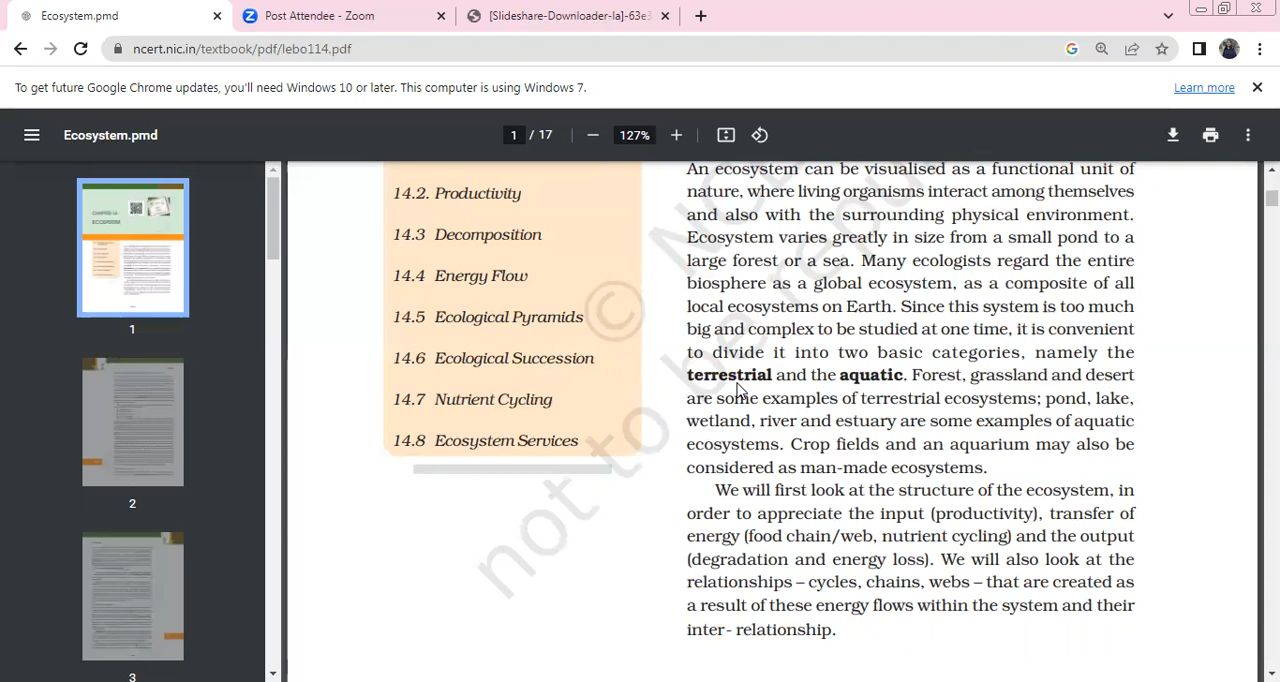 Ecosystem.pmd
Post Attendee - Zoom
[Slideshare-Downloader-la]-63e3
ncert.nic.in/textbook/pdf/lebo114.pdf
To get future Google Chrome updates, you'll need Windows 10 or later. This computer is using Windows 7.
Learn more
Ecosystem.pmd
1 / 17
127%
1
2
3
14.2. Productivity
14.3 Decomposition
14.4 Energy Flow
14.5 Ecological Pyramids
14.6 Ecological Succession
14.7 Nutrient Cycling
14.8 Ecosystem Services
An ecosystem can be visualised as a functional unit of
nature, where living organisms interact among themselves
and also with the surrounding physical environment.
Ecosystem varies greatly in size from a small pond to a
large forest or a sea. Many ecologists regard the entire
biosphere as a global ecosystem, as a composite of all
local ecosystems on Earth. Since this system is too much
big and complex to be studied at one time, it is convenient
to divide it into two basic categories, namely the
terrestrial and the aquatic. Forest, grassland and desert
are some examples of terrestrial ecosystems; pond, lake,
wetland, river and estuary are some examples of aquatic
ecosystems. Crop fields and an aquarium may also be
considered as man-made ecosystems.
We will first look at the structure of the ecosystem, in
order to appreciate the input (productivity), transfer of
energy (food chain/web, nutrient cycling) and the output
(degradation and energy loss). We will also look at the
relationships – cycles, chains, webs – that are created as
a result of these energy flows within the system and their
inter- relationship.
©
not to be